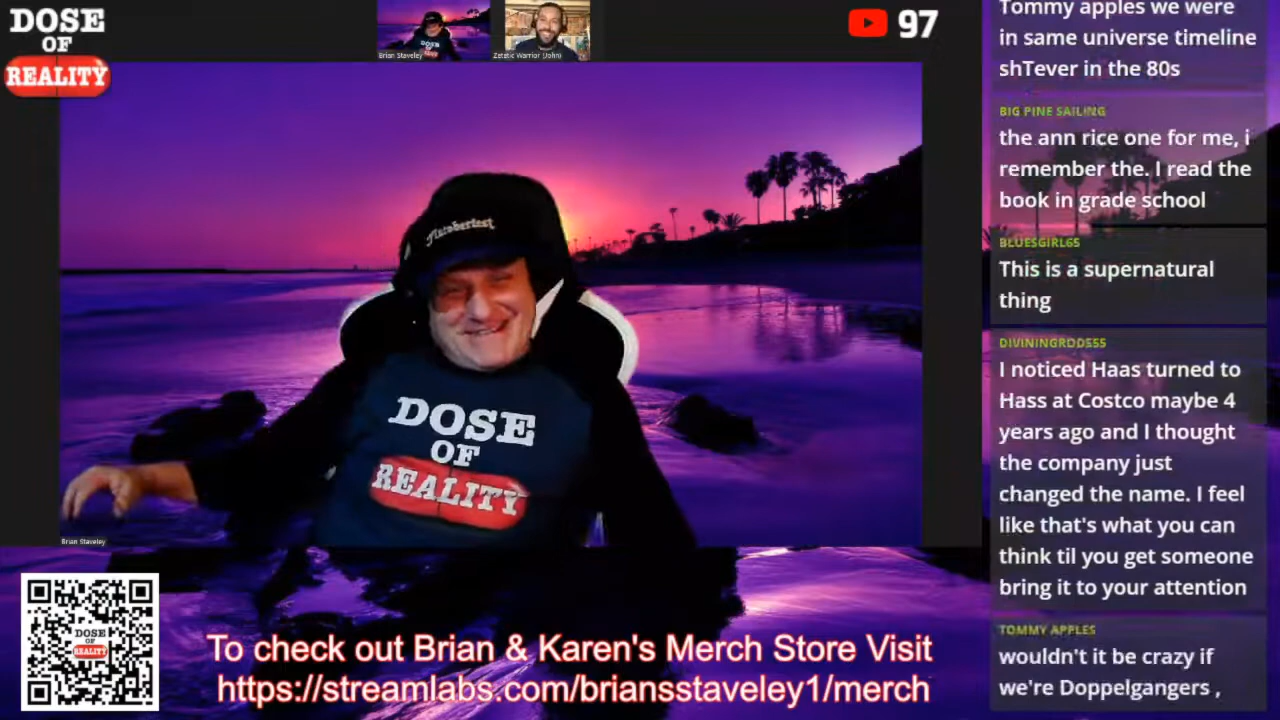 DOSE
OF
REALITY
Brian Staveley
Zetetic Warrior (John)
97
Flatoberfest
DOSE
OF
REALITY
Brian Staveley
DOSE
OF
REALITY
To check out Brian & Karen's Merch Store Visit
https://streamlabs.com/briansstaveley1/merch
Tommy apples we were
in same universe timeline
shTever in the 80s
BIG PINE SAILING
the ann rice one for me, i
remember the. I read the
book in grade school
BLUESGIRL65
This is a supernatural
thing
DIVININGRODS55
I noticed Haas turned to
Hass at Costco maybe 4
years ago and I thought
the company just
changed the name. I feel
like that's what you can
think til you get someone
bring it to your attention
TOMMY APPLES
wouldn't it be crazy if
we're Doppelgangers ,